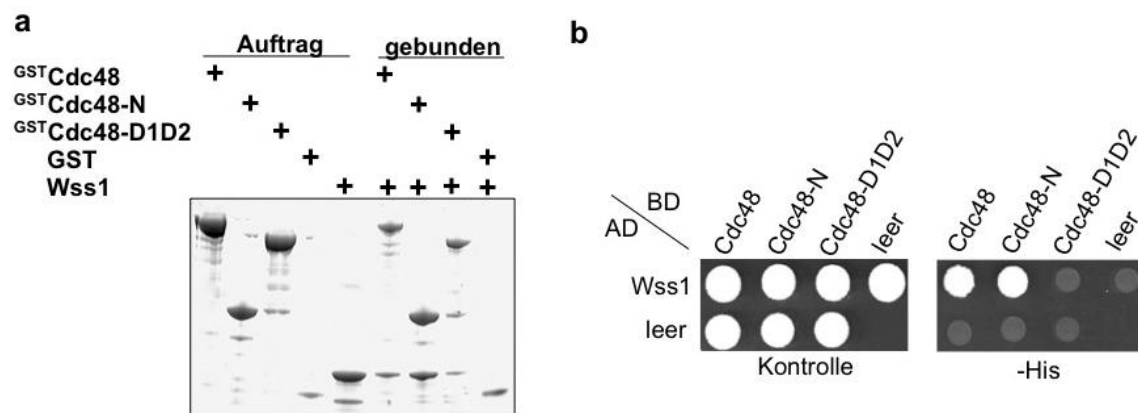 a
Auftrag gebunden
GSTCdc48 + +
GSTCdc48-N + +
GSTCdc48-D1D2 + +
GST + +
Wss1 + + + + +
b
BD
AD
Cdc48 Cdc48-N Cdc48-D1D2 leer
Cdc48 Cdc48-N Cdc48-D1D2 leer
Wss1
leer
Kontrolle
-His